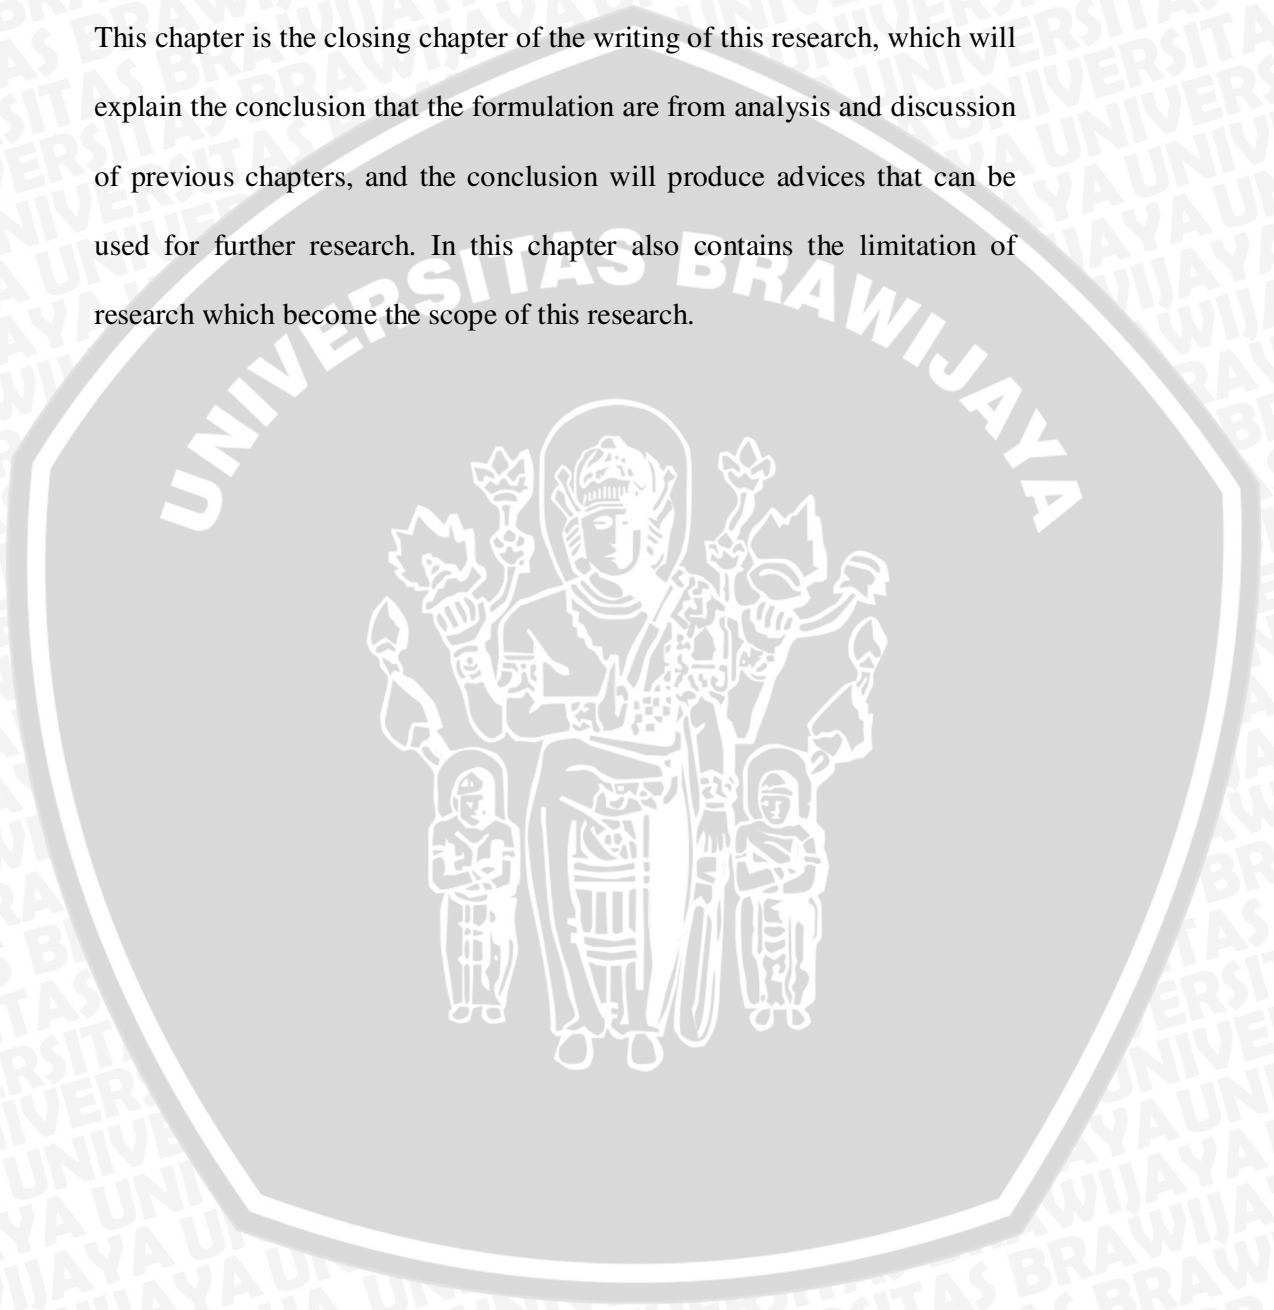 This chapter is the closing chapter of the writing of this research, which will
explain the conclusion that the formulation are from analysis and discussion
of previous chapters, and the conclusion will produce advices that can be
used for further research. In this chapter also contains the limitation of
research which become the scope of this research.
UNIVERSITAS BRAWIJAYA